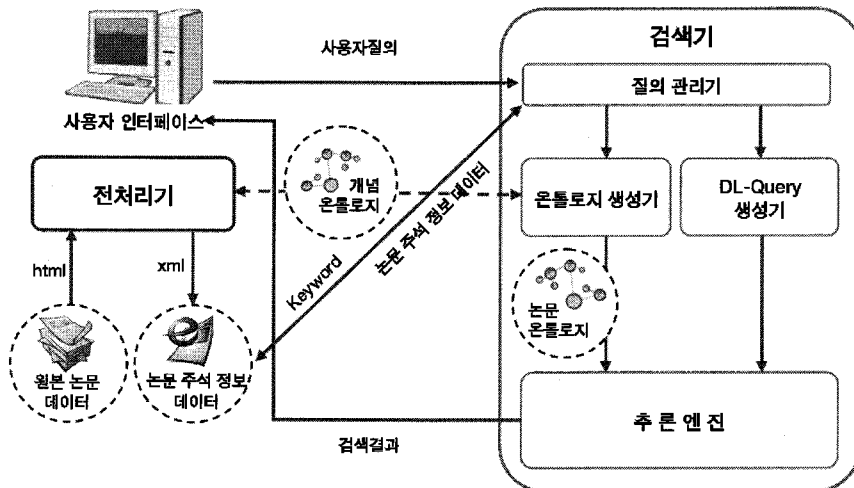 사용자질의
검색기
질의 관리기
사용자 인터페이스
전처리기
개념
온톨로지
논문 주석 정보 데이터
Keyword
온톨로지 생성기
DL-Query
생성기
html
xml
논문
온톨로지
원본 논문
데이터
논문 주석 정보
데이터
추 론 엔 진
검색결과